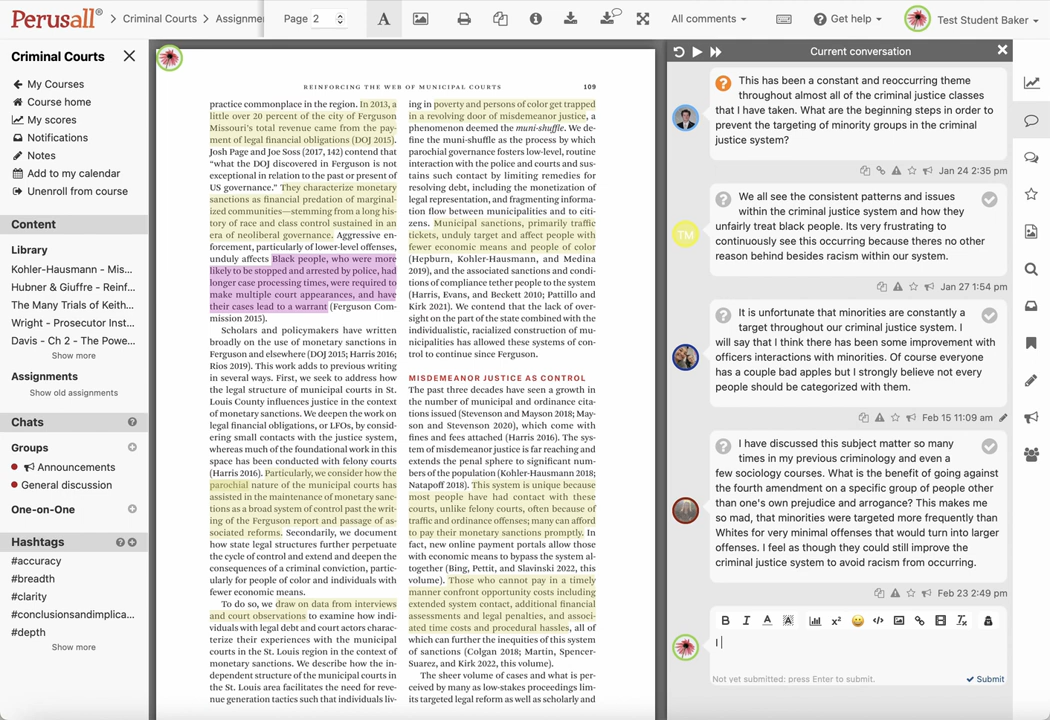 Perusall®
Criminal Courts
Assignme
Page 2
A
All comments
Get help
Test Student Baker
Criminal Courts
My Courses
Course home
My scores
Notifications
Notes
Add to my calendar
Unenroll from course
Content
Library
Kohler-Hausmann - Mis...
Hubner & Giuffre - Reinf...
The Many Trials of Keith...
Wright - Prosecutor Inst...
Davis - Ch 2 - The Powe...
Show more
Assignments
Show old assignments
Chats
Groups
Announcements
General discussion
One-on-One
Hashtags
#accuracy
#breadth
#clarity
#conclusionsandimplica...
#depth
Show more
REINFORCING THE WEB OF MUNICIPAL COURTS 109
practice commonplace in the region. In 2013, a
little over 20 percent of the city of Ferguson
Missouri's total revenue came from the pay-
ment of legal financial obligations (DOJ 2015).
Josh Page and Joe Soss (2017, 142) contend that
"what the DOJ discovered in Ferguson is not
exceptional in relation to the past or present of
US governance." They characterize monetary
sanctions as financial predation of marginal-
ized communities—stemming from a long his-
tory of race and class control sustained in an
era of neoliberal governance. Aggressive en-
forcement, particularly of lower-level offenses,
unduly affects Black people, who were more
likely to be stopped and arrested by police, had
longer case processing times, were required to
make multiple court appearances, and have
their cases lead to a warrant (Ferguson Com-
mission 2015).
Scholars and policymakers have written
broadly on the use of monetary sanctions in
Ferguson and elsewhere (DOJ 2015; Harris 2016;
Rios 2019). This work adds to previous writing
in several ways. First, we seek to address how
the legal structure of municipal courts in St.
Louis County influences justice in the context
of monetary sanctions. We deepen the work on
legal financial obligations, or LFOs, by consid-
ering small contacts with the justice system,
whereas much of the foundational work in this
space has been conducted with felony courts
(Harris 2016). Particularly, we consider how the
parochial nature of the municipal courts has
assisted in the maintenance of monetary sanc-
tions as a broad system of control past the writ-
ing of the Ferguson report and passage of as-
sociated reforms. Secondarily, we document
how state legal structures further perpetuate
the cycle of control and extend and deepen the
consequences of a criminal conviction, partic-
ularly for people of color and individuals with
fewer economic means.
To do so, we draw on data from interviews
and court observations to examine how indi-
viduals with legal debt and court actors charac-
terize their experiences with the municipal
courts in the St. Louis region in the context of
monetary sanctions. We describe how the in-
dependent structure of the municipal courts in
the St. Louis area facilitates the need for reve-
nue generation tactics such that individuals liv-
ing in poverty and persons of color get trapped
in a revolving door of misdemeanor justice, a
phenomenon deemed the muni-shuffle. We de-
fine the muni-shuffle as the process by which
parochial governance fosters low-level, routine
interaction with the police and courts and sus-
tains such contact by limiting remedies for
resolving debt, including the monetization of
legal representation, and fragmenting informa-
tion flow between municipalities and to citi-
zens. Municipal sanctions, primarily traffic
tickets, unduly target and affect people with
fewer economic means and people of color
(Hepburn, Kohler-Hausmann, and Medina
2019), and the associated sanctions and condi-
tions of compliance tether people to the system
(Harris, Evans, and Beckett 2010; Pattillo and
Kirk 2021). We contend that the lack of over-
sight on the part of the state combined with the
individualistic, racialized construction of mu-
nicipalities has allowed these systems of con-
trol to continue since Ferguson.
MISDEMEANOR JUSTICE AS CONTROL
The past three decades have seen a growth in
the number of municipal and ordinance cita-
tions issued (Stevenson and Mayson 2018; May-
son and Stevenson 2020), which come with
fines and fees attached (Harris 2016). The sys-
tem of misdemeanor justice is far reaching and
extends the penal sphere to significant num-
bers of the population (Kohler-Hausmann 2018;
Natapoff 2018). This system is unique because
most people have had contact with these
courts, unlike felony courts, often because of
traffic and ordinance offenses; many can afford
to pay their monetary sanctions promptly. In
fact, new online payment portals allow those
with economic means to bypass the system al-
together (Bing, Pettit, and Slavinski 2022, this
volume). Those who cannot pay in a timely
manner confront opportunity costs including
extended system contact, additional financial
assessments and legal penalties, and associ-
ated time costs and procedural hassles, all of
which can further the inequities of this system
of sanctions (Colgan 2018; Martin, Spencer-
Suarez, and Kirk 2022, this volume).
The sheer volume of cases and what is per-
ceived by many as low-stakes proceedings lim-
its targeted legal reform as well as scholarly and
Current conversation
This has been a constant and reoccurring theme
throughout almost all of the criminal justice classes
that I have taken. What are the beginning steps in order to
prevent the targeting of minority groups in the criminal
justice system?
Jan 24 2:35 pm
TM
We all see the consistent patterns and issues
within the criminal justice system and how they
unfairly treat black people. Its very frustrating to
continuously see this occurring because theres no other
reason behind besides racism within our system.
Jan 27 1:54 pm
It is unfortunate that minorities are constantly a
target throughout our criminal justice system. I
will say that I think there has been some improvement with
officers interactions with minorities. Of course everyone
has a couple bad apples but I strongly believe not every
people should be categorized with them.
Feb 15 11:09 am
I have discussed this subject matter so many
times in my previous criminology and even a
few sociology courses. What is the benefit of going against
the fourth amendment on a specific group of people other
than one's own prejudice and arrogance? This makes me
so mad, that minorities were targeted more frequently than
Whites for very minimal offenses that would turn into larger
offenses. I feel as though they could still improve the
criminal justice system to avoid racism from occurring.
Feb 23 2:49 pm
B I A A x² Tx
I
Not yet submitted: press Enter to submit.
Submit